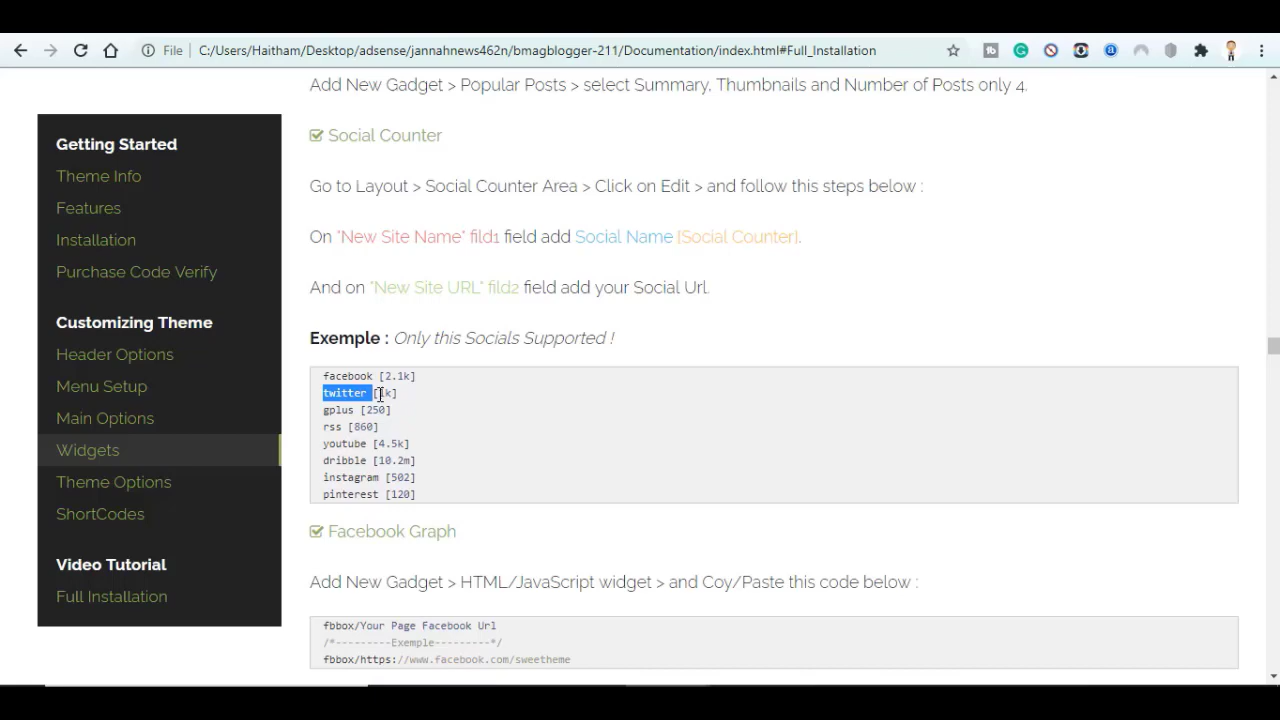 File
C:/Users/Haitham/Desktop/adsense/jannahnews462n/bmagblogger-211/Documentation/index.html#Full_Installation
Getting Started
Theme Info
Features
Installation
Purchase Code Verify
Customizing Theme
Header Options
Menu Setup
Main Options
Widgets
Theme Options
ShortCodes
Video Tutorial
Full Installation
Add New Gadget > Popular Posts > select Summary, Thumbnails and Number of Posts only 4.
Social Counter
Go to Layout > Social Counter Area > Click on Edit > and follow this steps below :
On "New Site Name" fild1 field add Social Name [Social Counter].
And on "New Site URL" fild2 field add your Social Url.
Exemple : Only this Socials Supported !
facebook [2.1k]
twitter [1k]
gplus [250]
rss [860]
youtube [4.5k]
dribble [10.2m]
instagram [502]
pinterest [120]
Facebook Graph
Add New Gadget > HTML/JavaScript widget > and Coy/Paste this code below :
fbbox/Your Page Facebook Url
/*---------Exemple---------*/
fbbox/https://www.facebook.com/sweetheme